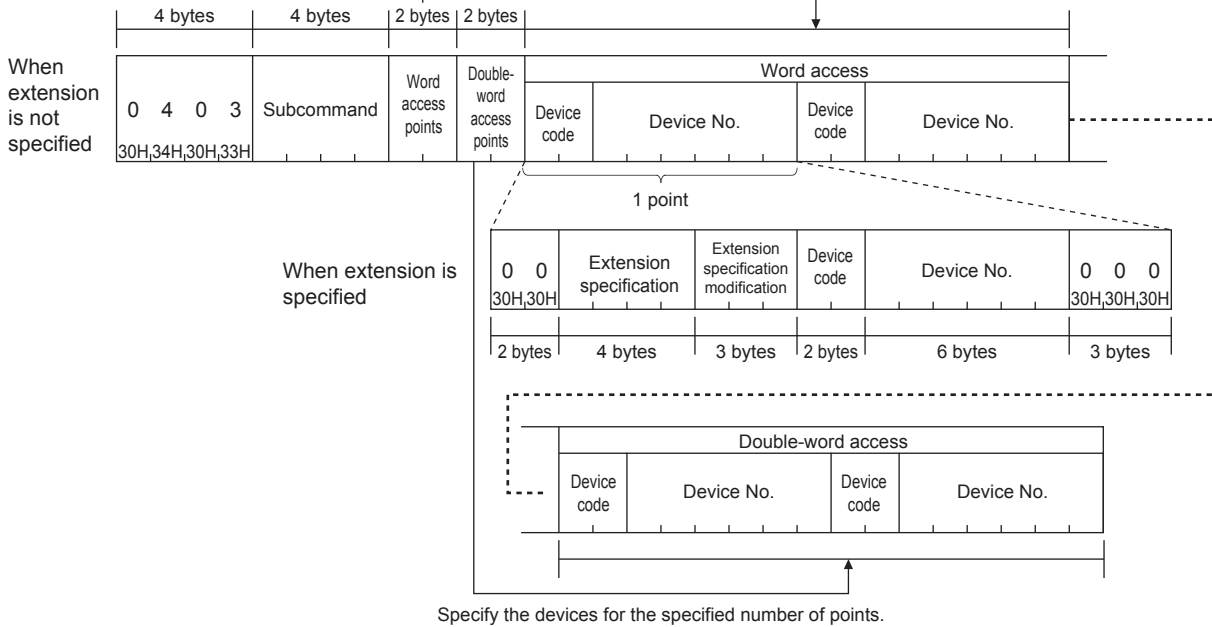 4 bytes 4 bytes 2 bytes 2 bytes
When
extension
is not
specified
0 4 0 3
30H 34H 30H 33H
Subcommand
Word
access
points
Double-
word
access
points
Word access
Device
code
Device No.
Device
code
Device No.
1 point
When extension is
specified
0 0
30H 30H
Extension
specification
Extension
specification
modification
Device
code
Device No.
0 0 0
30H 30H 30H
2 bytes 4 bytes 3 bytes 2 bytes 6 bytes 3 bytes
Double-word access
Device
code
Device No.
Device
code
Device No.
Specify the devices for the specified number of points.